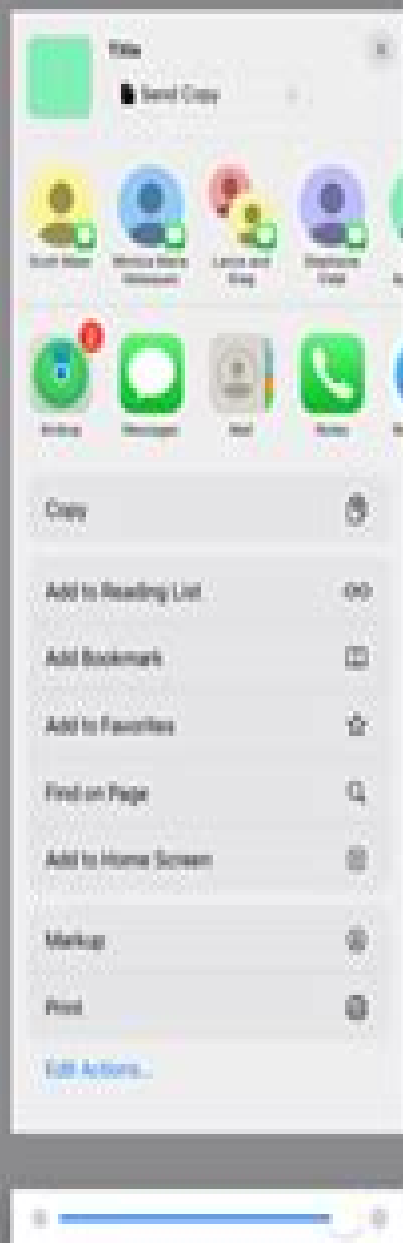 Title
Send Copy
Airdrop
Messages
Mail
Notes
Copy
Add to Reading List
Add Bookmark
Add to Favorites
Find on Page
Add to Home Screen
Markup
Print
Edit Actions...